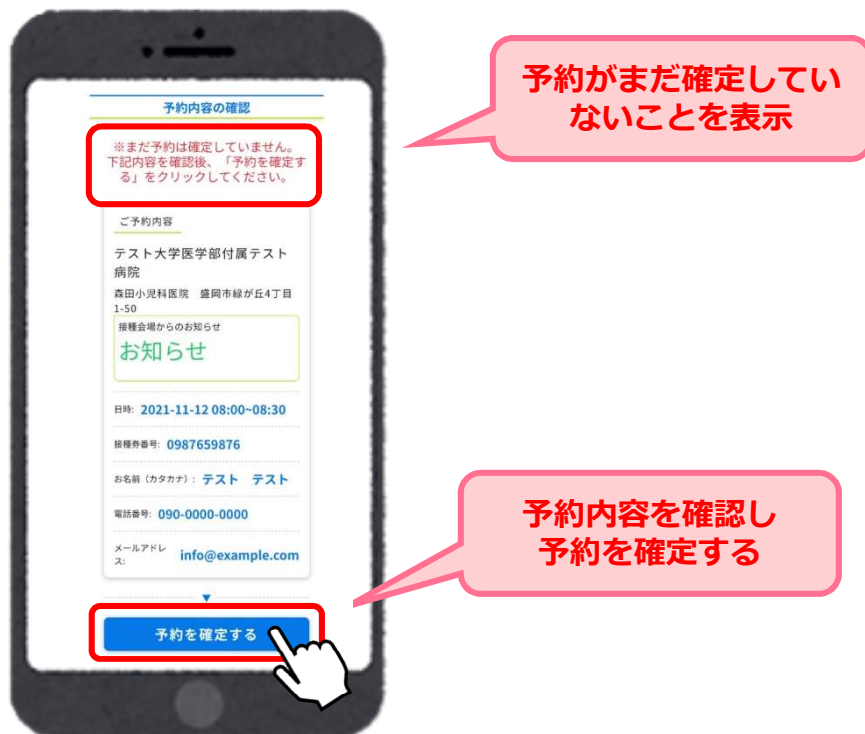 予約内容の確認
※まだ予約は確定していません。
下記内容を確認後、「予約を確定す
る」をクリックしてください。
ご予約内容
テスト大学医学部付属テスト
病院
森田小児科医院　盛岡市緑が丘4丁目
1-50
接種会場からのお知らせ
お知らせ
日時: 2021-11-12 08:00~08:30
接種券番号: 0987659876
お名前（カタカナ）: テスト　テスト
電話番号: 090-0000-0000
メールアドレ
ス: info@example.com
予約を確定する
予約がまだ確定してい
ないことを表示
予約内容を確認し
予約を確定する